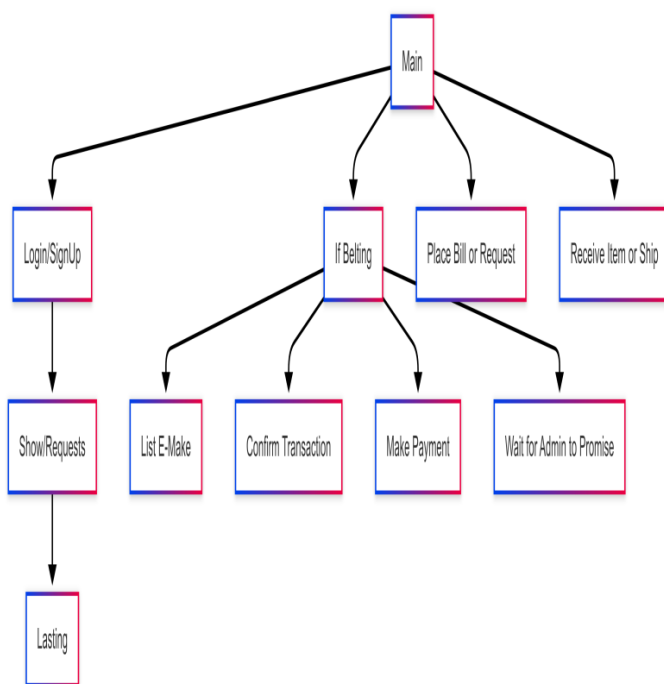 Main
Login/SignUp
If Belting
Place Bill or Request
Receive Item or Ship
Show/Requests
List E-Make
Confirm Transaction
Make Payment
Wait for Admin to Promise
Lasting